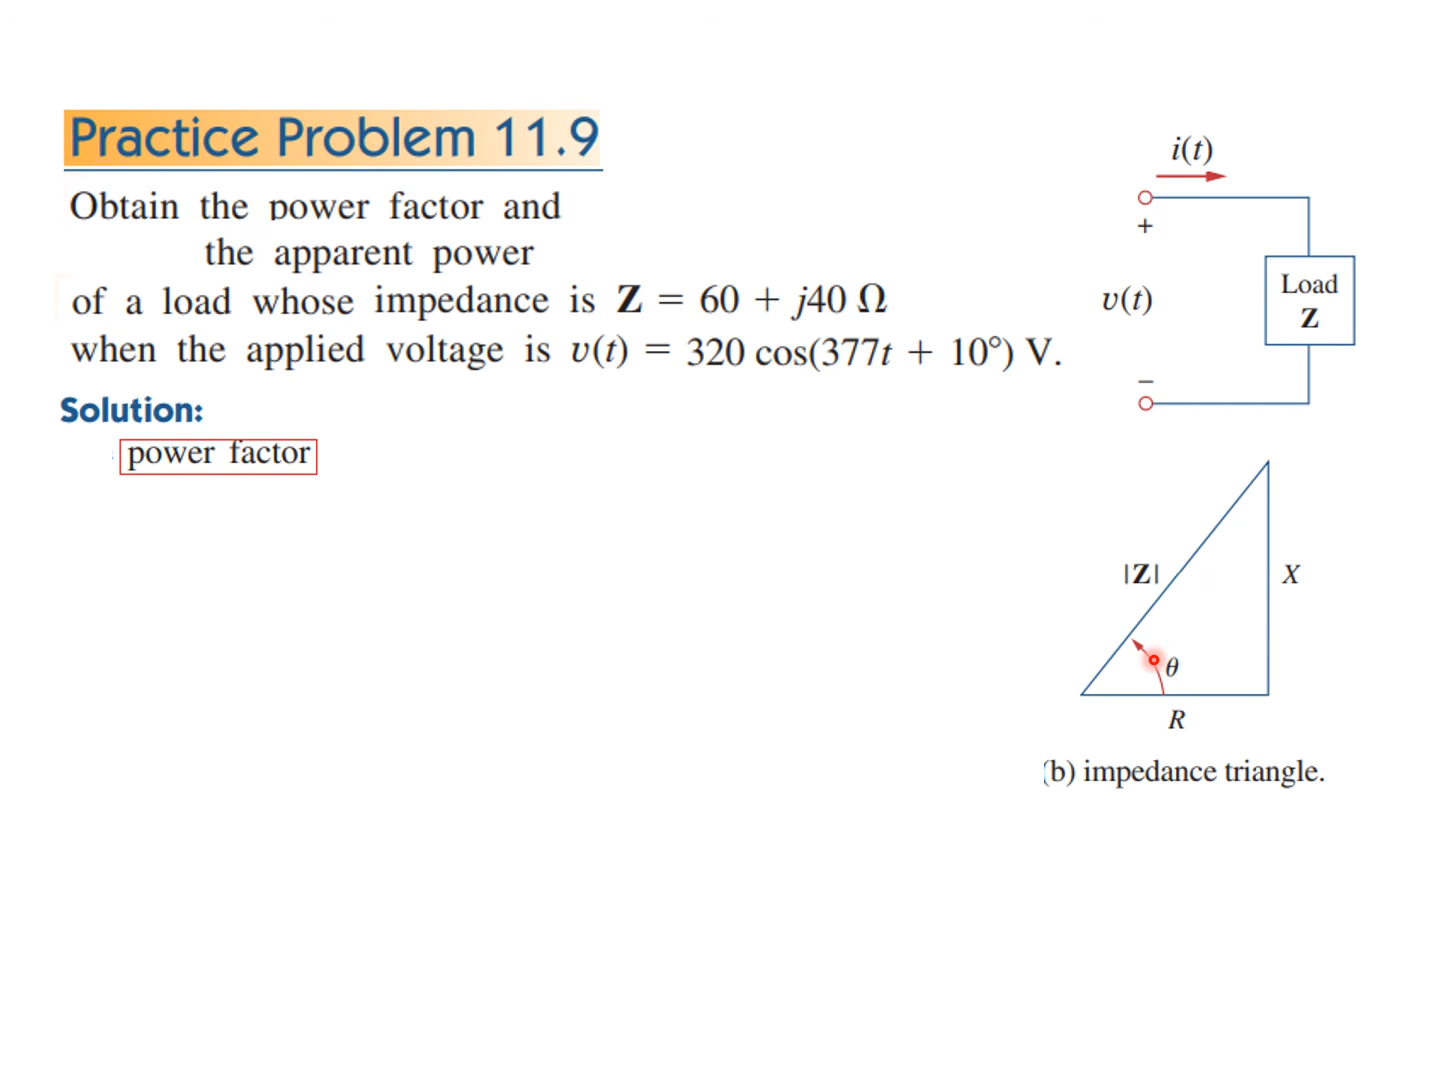 Practice Problem 11.9
Obtain the power factor and
the apparent power
of a load whose impedance is Z = 60 + j40 Ω
when the applied voltage is v(t) = 320 cos(377t + 10°) V.
Solution:
power factor
i(t)
+
v(t)
Load
Z
−
|Z|
X
θ
R
(b) impedance triangle.